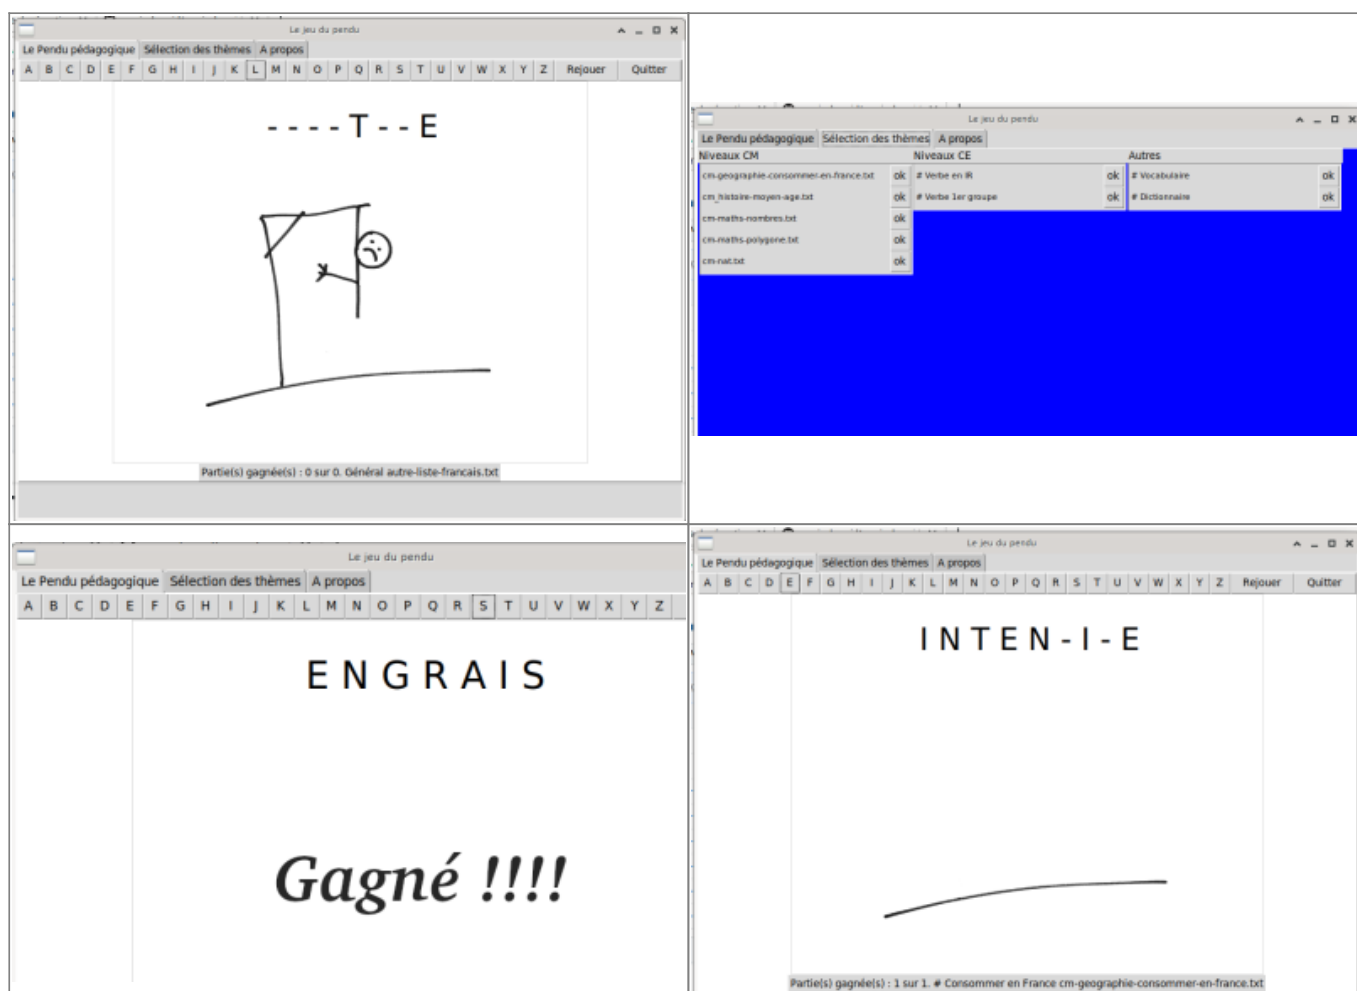 Le jeu du pendu
Le Pendu pédagogique Sélection des thèmes A propos
A B C D E F G H I J K L M N O P Q R S T U V W X Y Z Rejouer Quitter
- - - - T - - E
Partie(s) gagnée(s) : 0 sur 0. Général autre-liste-francais.txt
Le jeu du pendu
Le Pendu pédagogique Sélection des thèmes A propos
Niveaux CM Niveaux CE Autres
cm-geographie-consommer-en-france.txt ok # Verbe en IR ok # Vocabulaire ok
cm_histoire-moyen-age.txt ok # Verbe 1er groupe ok # Dictionnaire ok
cm-maths-nombres.txt ok
cm-maths-polygone.txt ok
cm-nat.txt ok
Le jeu du pendu
Le Pendu pédagogique Sélection des thèmes A propos
A B C D E F G H I J K L M N O P Q R S T U V W X Y Z
E N G R A I S
Gagné !!!!
Le jeu du pendu
Le Pendu pédagogique Sélection des thèmes A propos
A B C D E F G H I J K L M N O P Q R S T U V W X Y Z Rejouer Quitter
I N T E N - I - E
Partie(s) gagnée(s) : 1 sur 1. # Consommer en France cm-geographie-consommer-en-france.txt